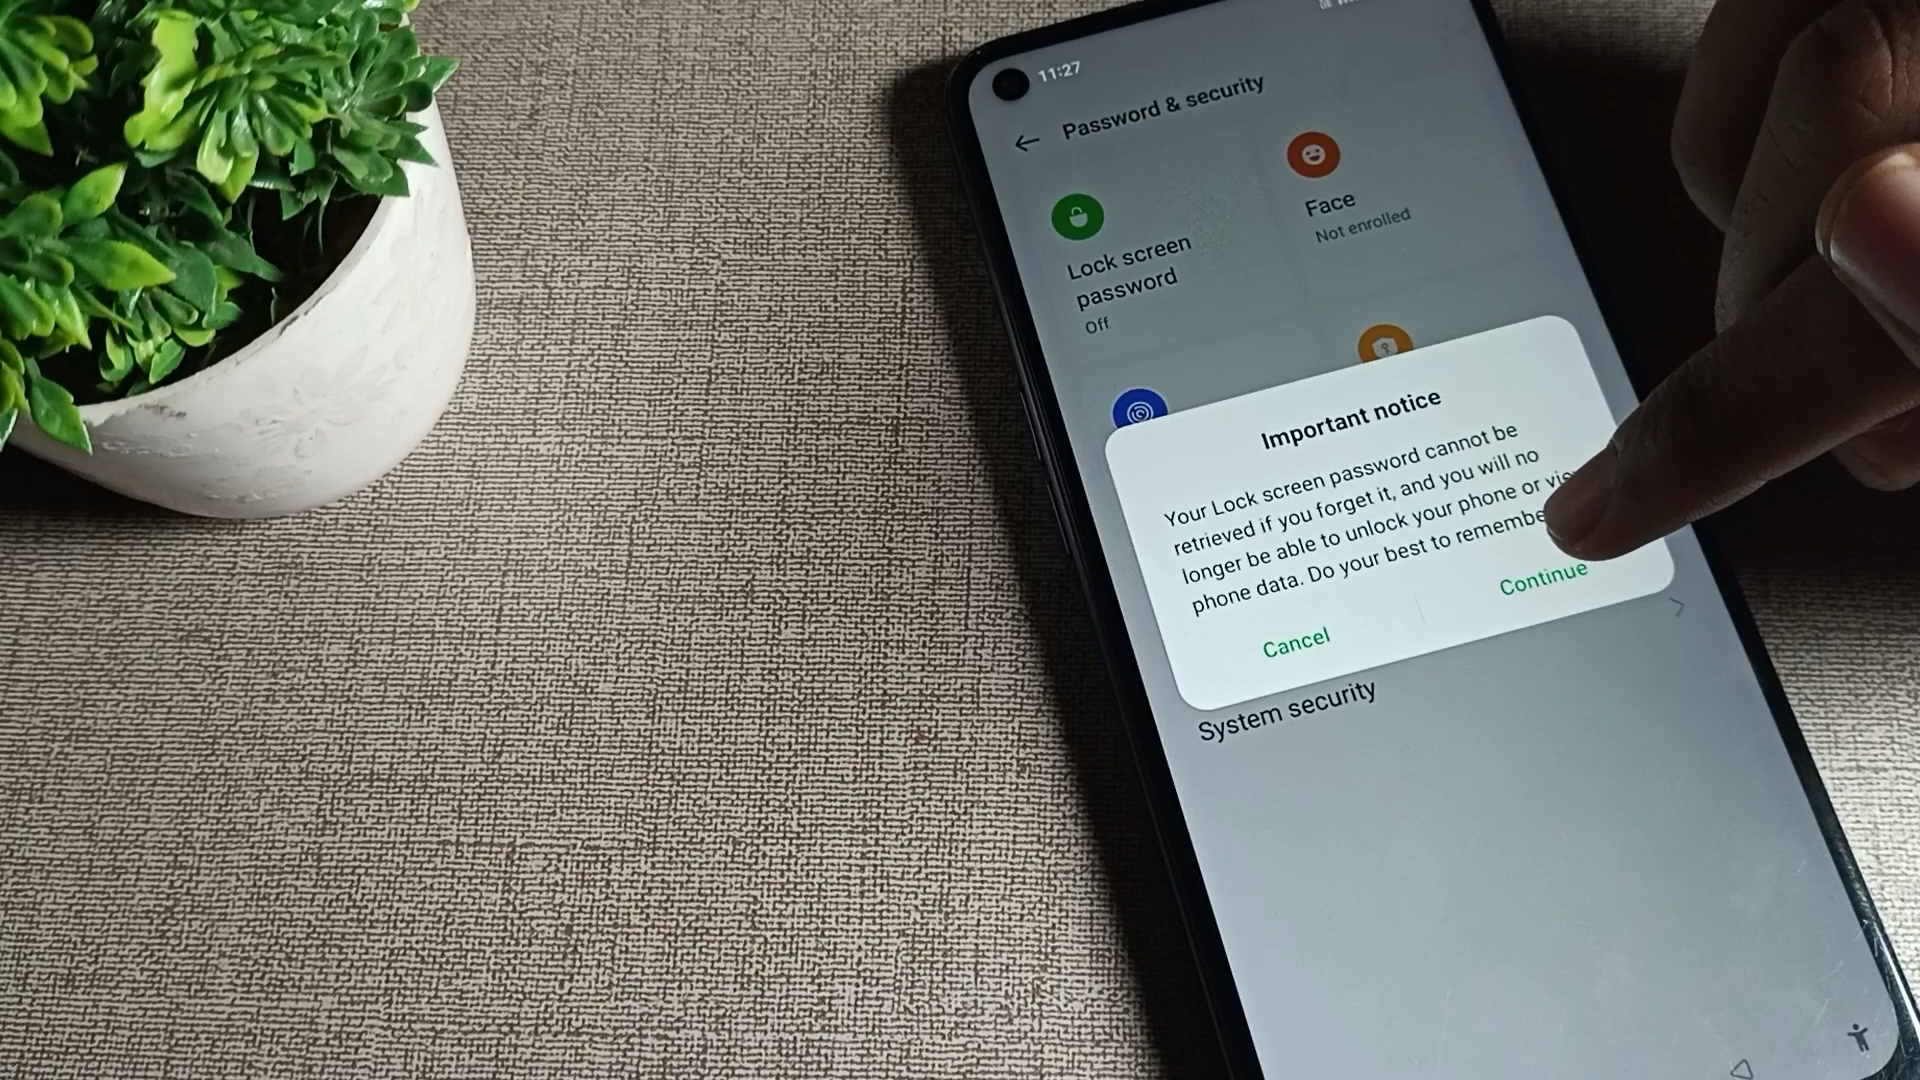 11:27
Password & security
Lock screen
password
Off
Face
Not enrolled
Important notice
Your Lock screen password cannot be
retrieved if you forget it, and you will no
longer be able to unlock your phone or
phone data. Do your best to
Cancel
Continue
System security